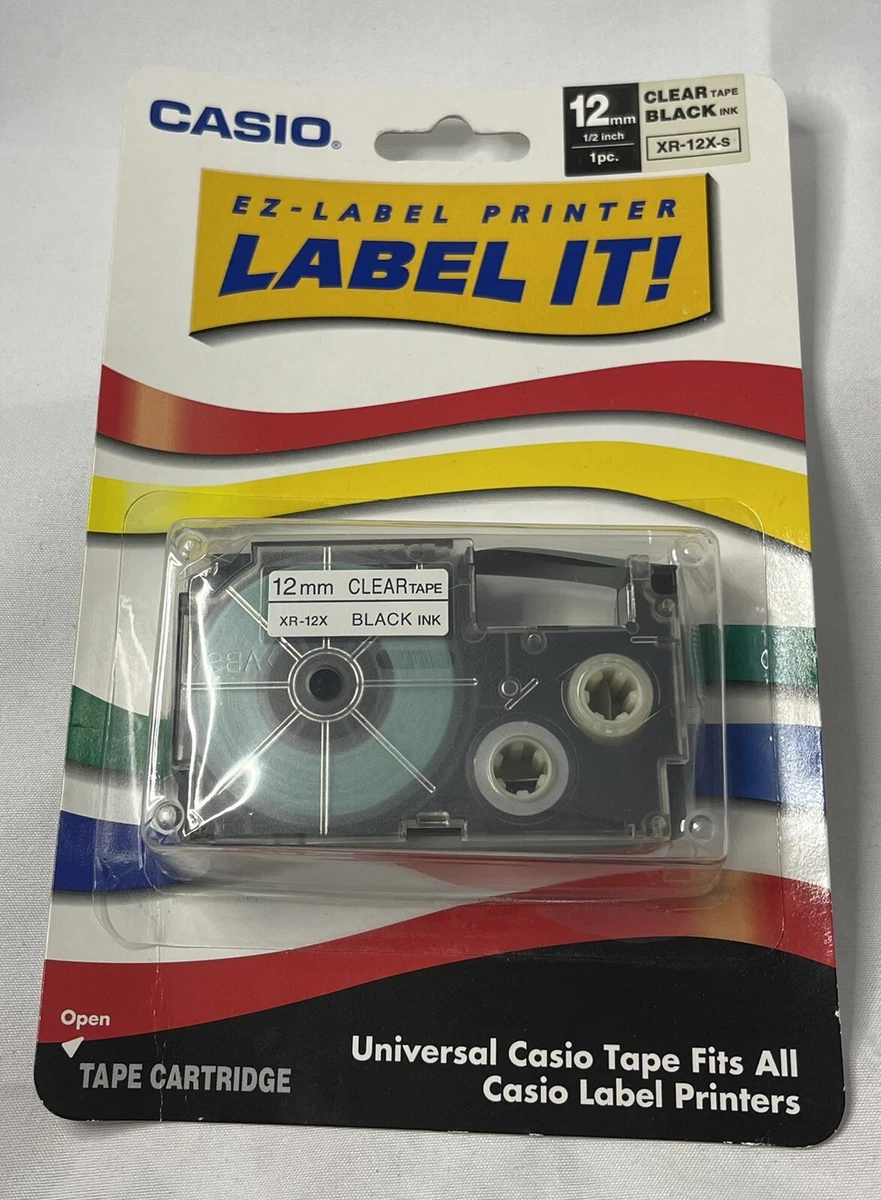 CASIO®
12mm
1/2 inch
1pc.
CLEAR TAPE
BLACK INK
XR-12X-S
EZ-LABEL PRINTER
LABEL IT!
12mm CLEAR TAPE
XR-12X BLACK INK
>ABS<
Open
TAPE CARTRIDGE
Universal Casio Tape Fits All
Casio Label Printers